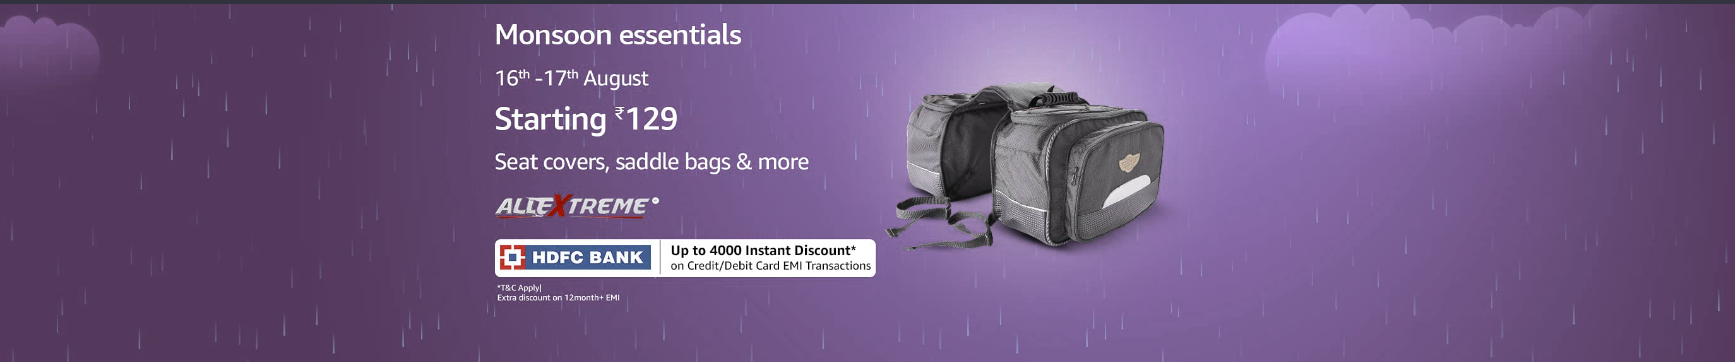 Monsoon essentials
16th -17th August
Starting ₹129
Seat covers, saddle bags & more
ALLEXTREME
HDFC BANK
Up to 4000 Instant Discount*
on Credit/Debit Card EMI Transactions
*T&C Apply|
Extra discount on 12month+ EMI